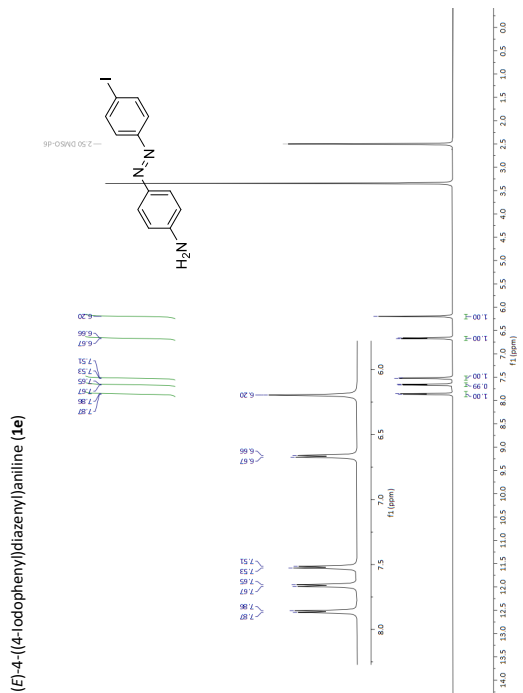 (E)-4-((4-Iodophenyl)diazenyl)aniline (1e)
H₂N
N
N
I
2.50 DMSO-d6
7.87
7.86
7.67
7.65
7.53
7.51
6.67
6.66
6.20
7.87
7.86
7.67
7.65
7.53
7.51
6.67
6.66
6.20
8.0 7.5 7.0 6.5 6.0
f1 (ppm)
1.00
0.99
1.00
1.00
1.00
14.0 13.5 13.0 12.5 12.0 11.5 11.0 10.5 10.0 9.5 9.0 8.5 8.0 7.5 7.0 6.5 6.0 5.5 5.0 4.5 4.0 3.5 3.0 2.5 2.0 1.5 1.0 0.5 0.0
f1 (ppm)